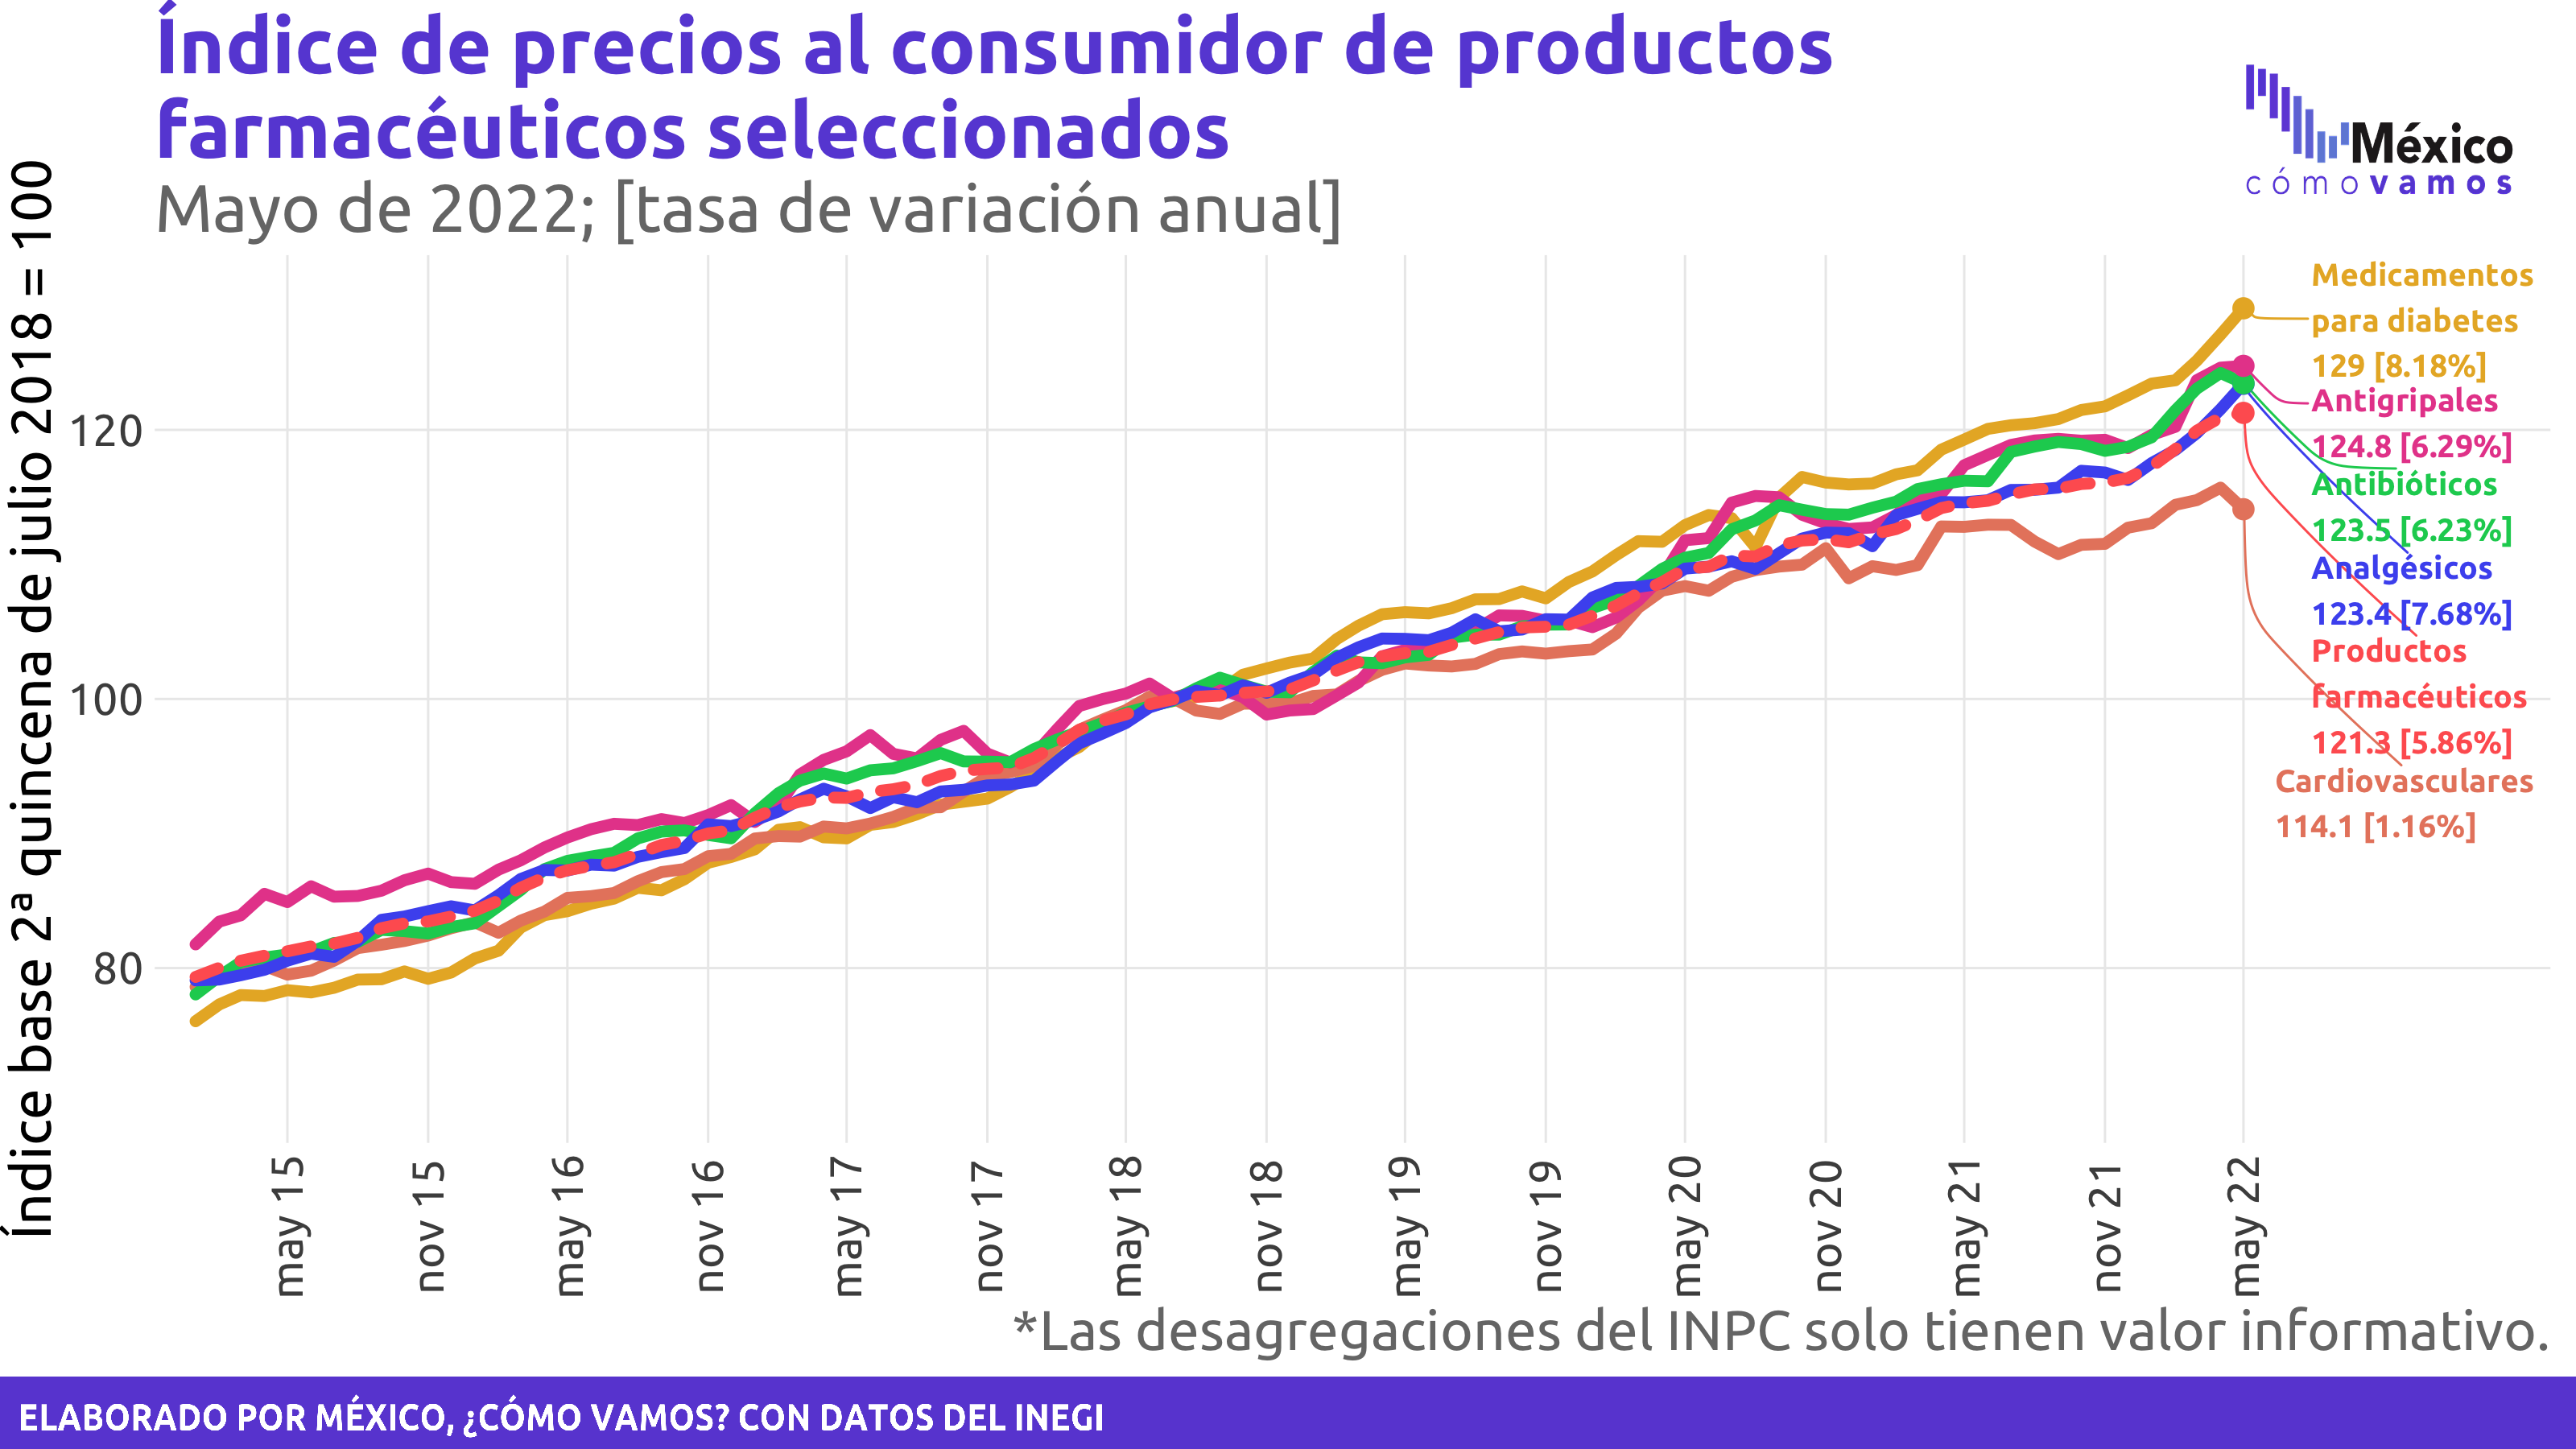 Índice de precios al consumidor de productos
farmacéuticos seleccionados
Mayo de 2022; [tasa de variación anual]
México
cómo vamos
Índice base 2ª quincena de julio 2018 = 100
120
100
80
Medicamentos
para diabetes
129 [8.18%]
Antigripales
124.8 [6.29%]
Antibióticos
123.5 [6.23%]
Analgésicos
123.4 [7.68%]
Productos
farmacéuticos
121.3 [5.86%]
Cardiovasculares
114.1 [1.16%]
may 15
nov 15
may 16
nov 16
may 17
nov 17
may 18
nov 18
may 19
nov 19
may 20
nov 20
may 21
nov 21
may 22
*Las desagregaciones del INPC solo tienen valor informativo.
ELABORADO POR MÉXICO, ¿CÓMO VAMOS? CON DATOS DEL INEGI